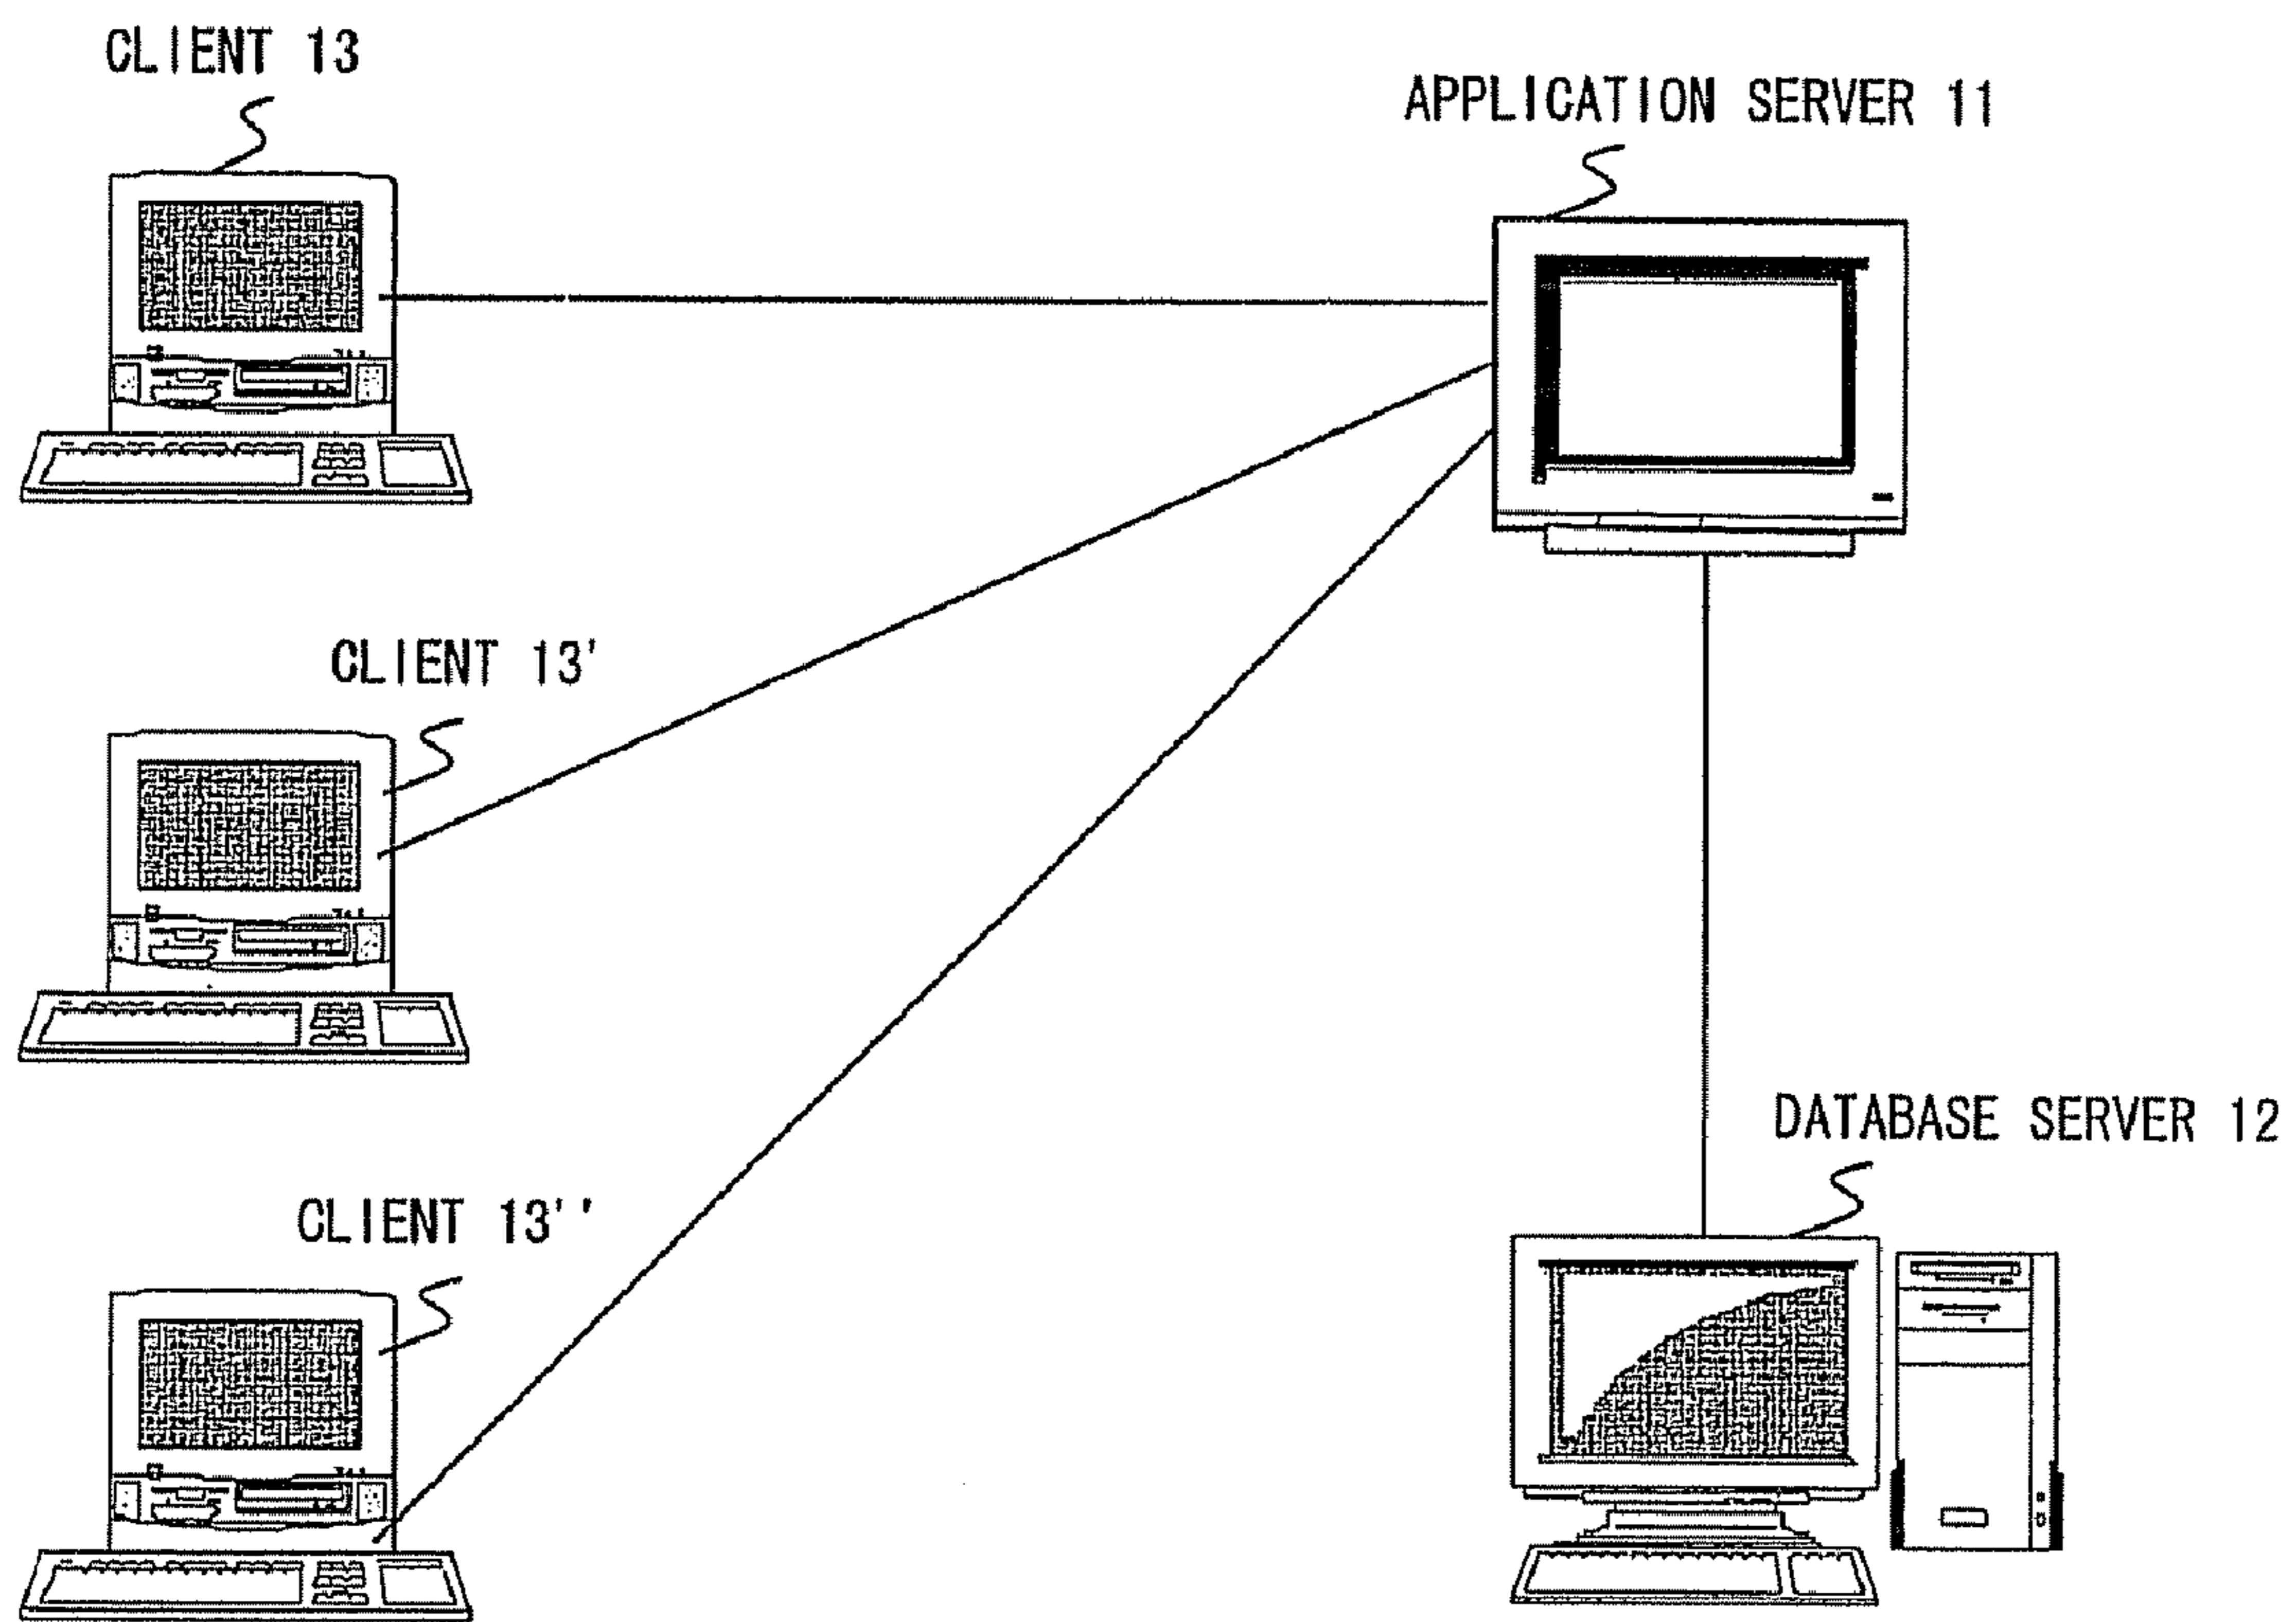 CLIENT 13
APPLICATION SERVER 11
CLIENT 13'
DATABASE SERVER 12
CLIENT 13''